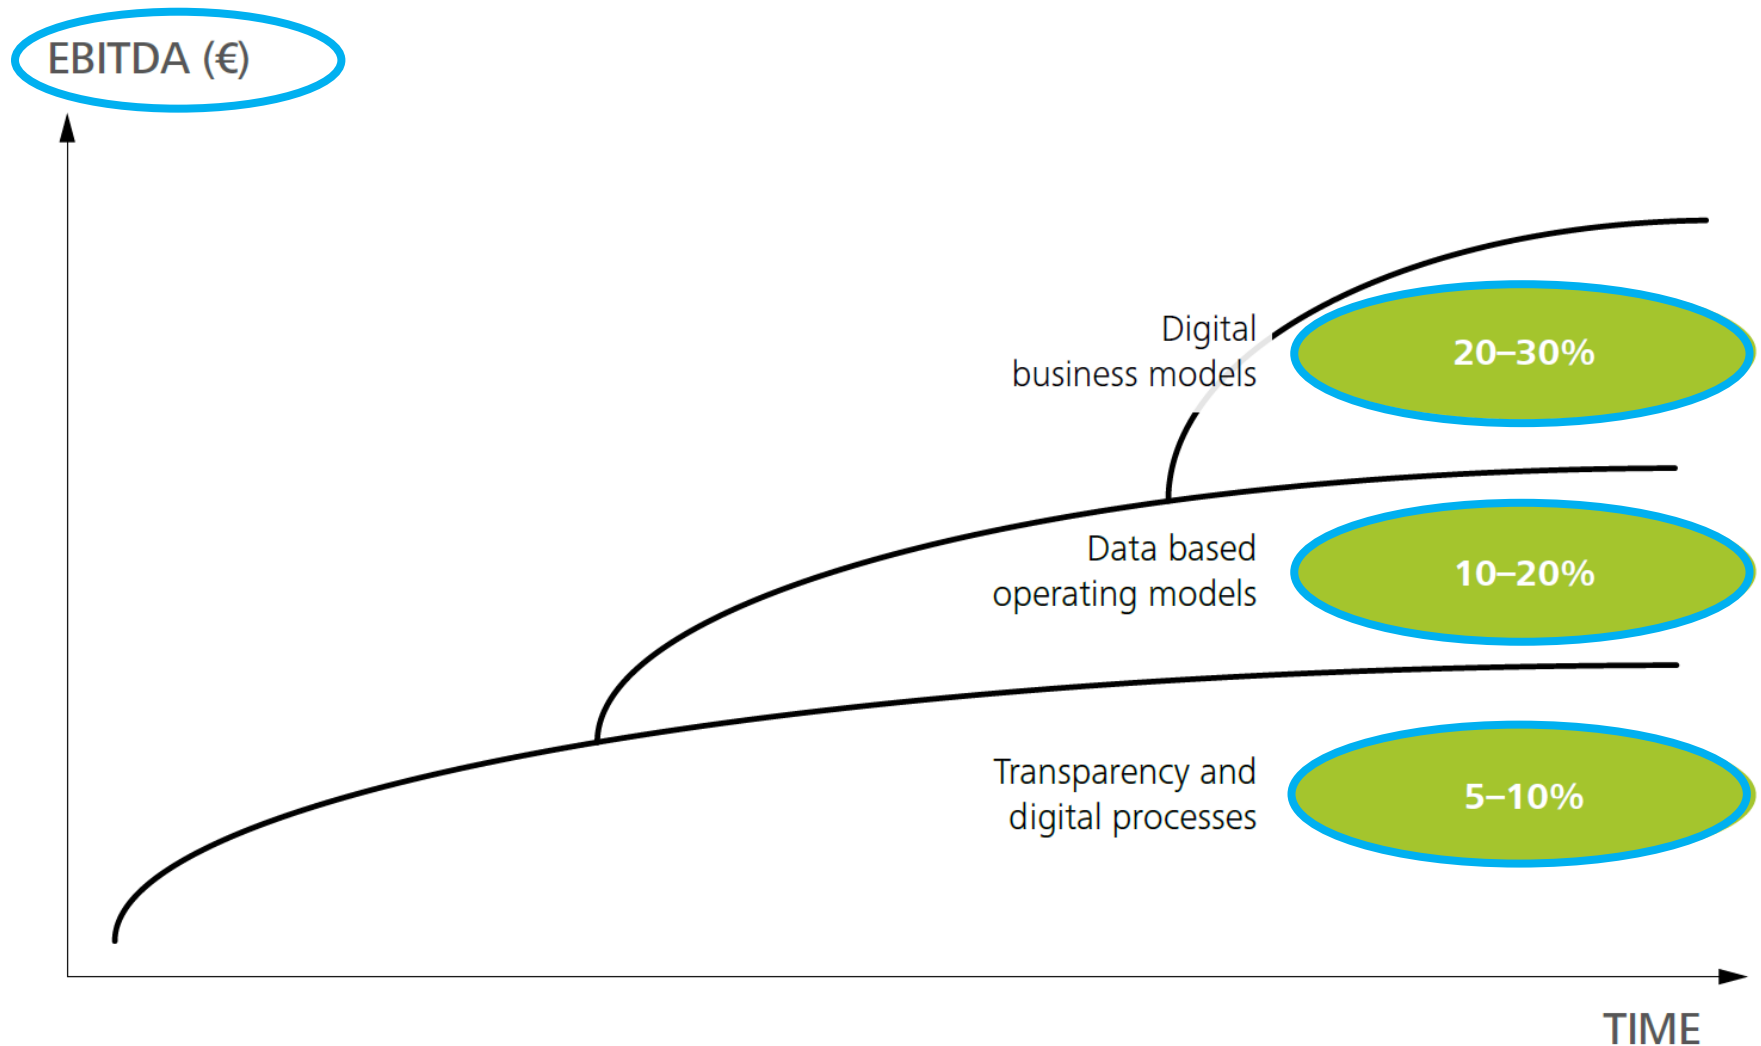 EBITDA (€)
Digital
business models
20–30%
Data based
operating models
10–20%
Transparency and
digital processes
5–10%
TIME